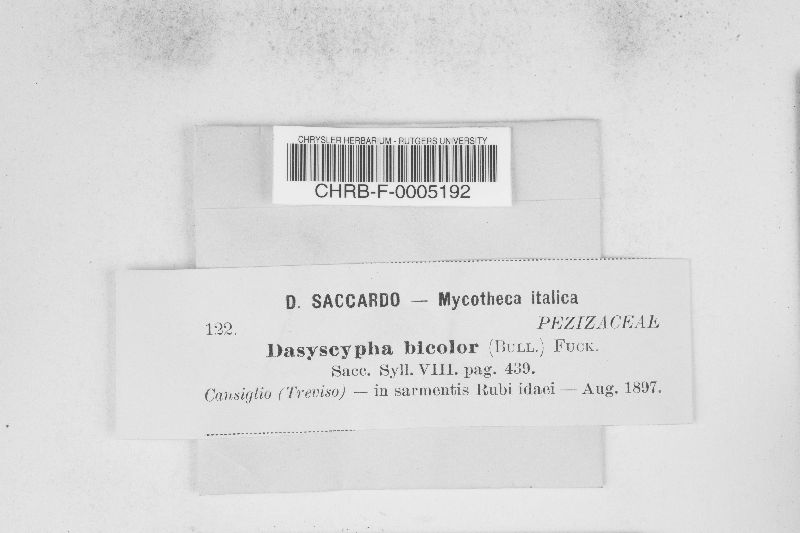 CHRYSLER HERBARIUM - RUTGERS UNIVERSITY
CHRB-F-0005192
D. SACCARDO — Mycotheca italica
122. PEZIZACEAE
Dasyscypha bicolor (BULL.) FUCK.
Sacc. Syll. VIII. pag. 439.
Cansiglio (Treviso) — in sarmentis Rubi idaei — Aug. 1897.